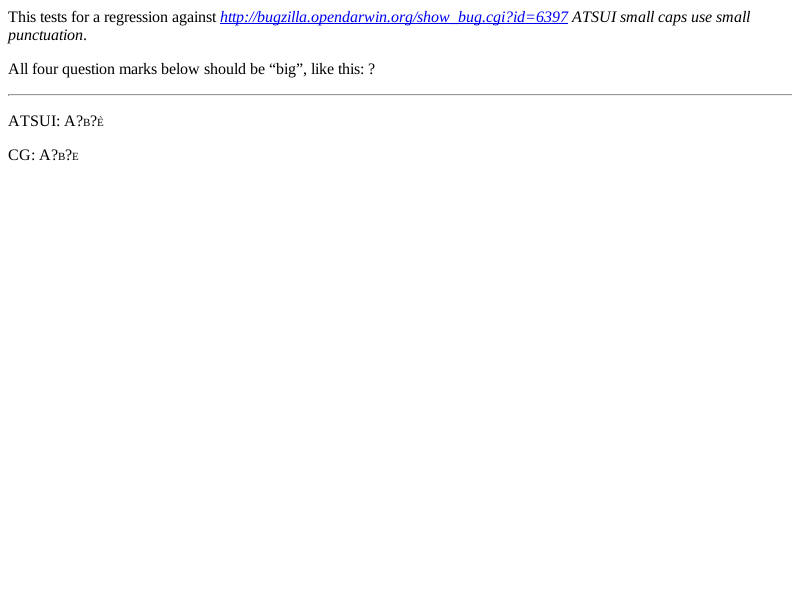 This tests for a regression against http://bugzilla.opendarwin.org/show_bug.cgi?id=6397 ATSUI small caps use small
punctuation.
All four question marks below should be “big”, like this: ?
ATSUI: A?ʙ?ᴇ̀
CG: A?ʙ?ᴇ